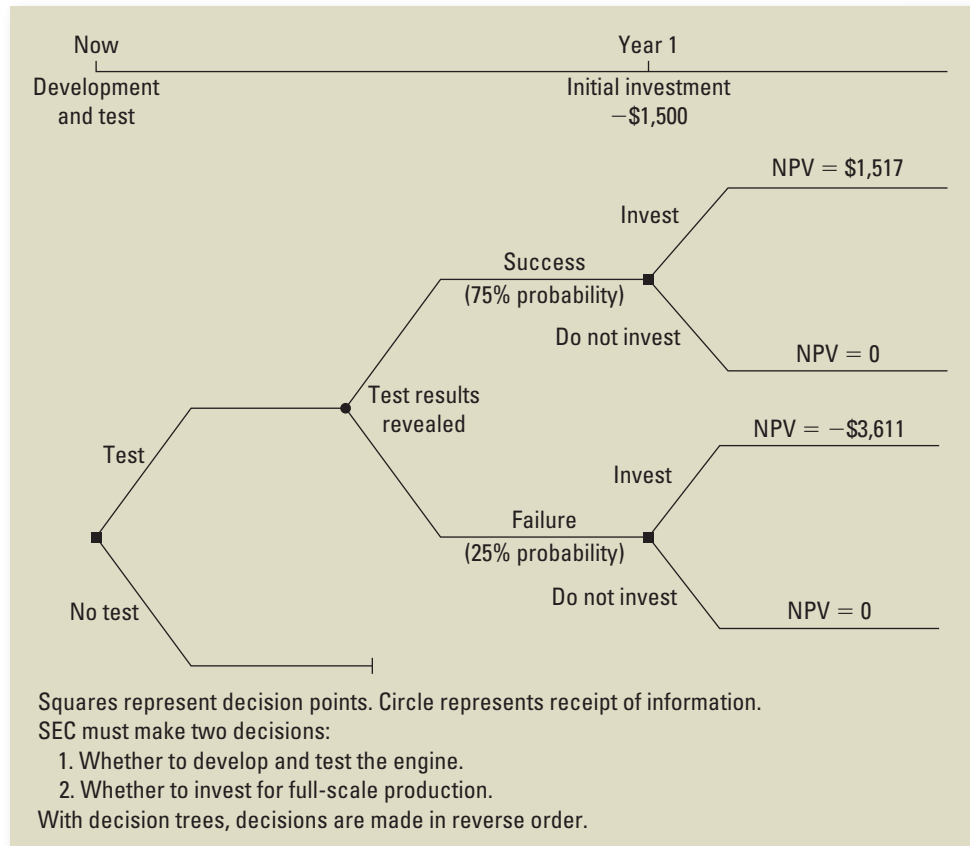 Now
Year 1
Development
and test
Initial investment
−$1,500
NPV = $1,517
Invest
Success
(75% probability)
Do not invest
NPV = 0
Test results
revealed
NPV = −$3,611
Test
Invest
Failure
(25% probability)
Do not invest
No test
NPV = 0
Squares represent decision points. Circle represents receipt of information.
SEC must make two decisions:
1. Whether to develop and test the engine.
2. Whether to invest for full-scale production.
With decision trees, decisions are made in reverse order.